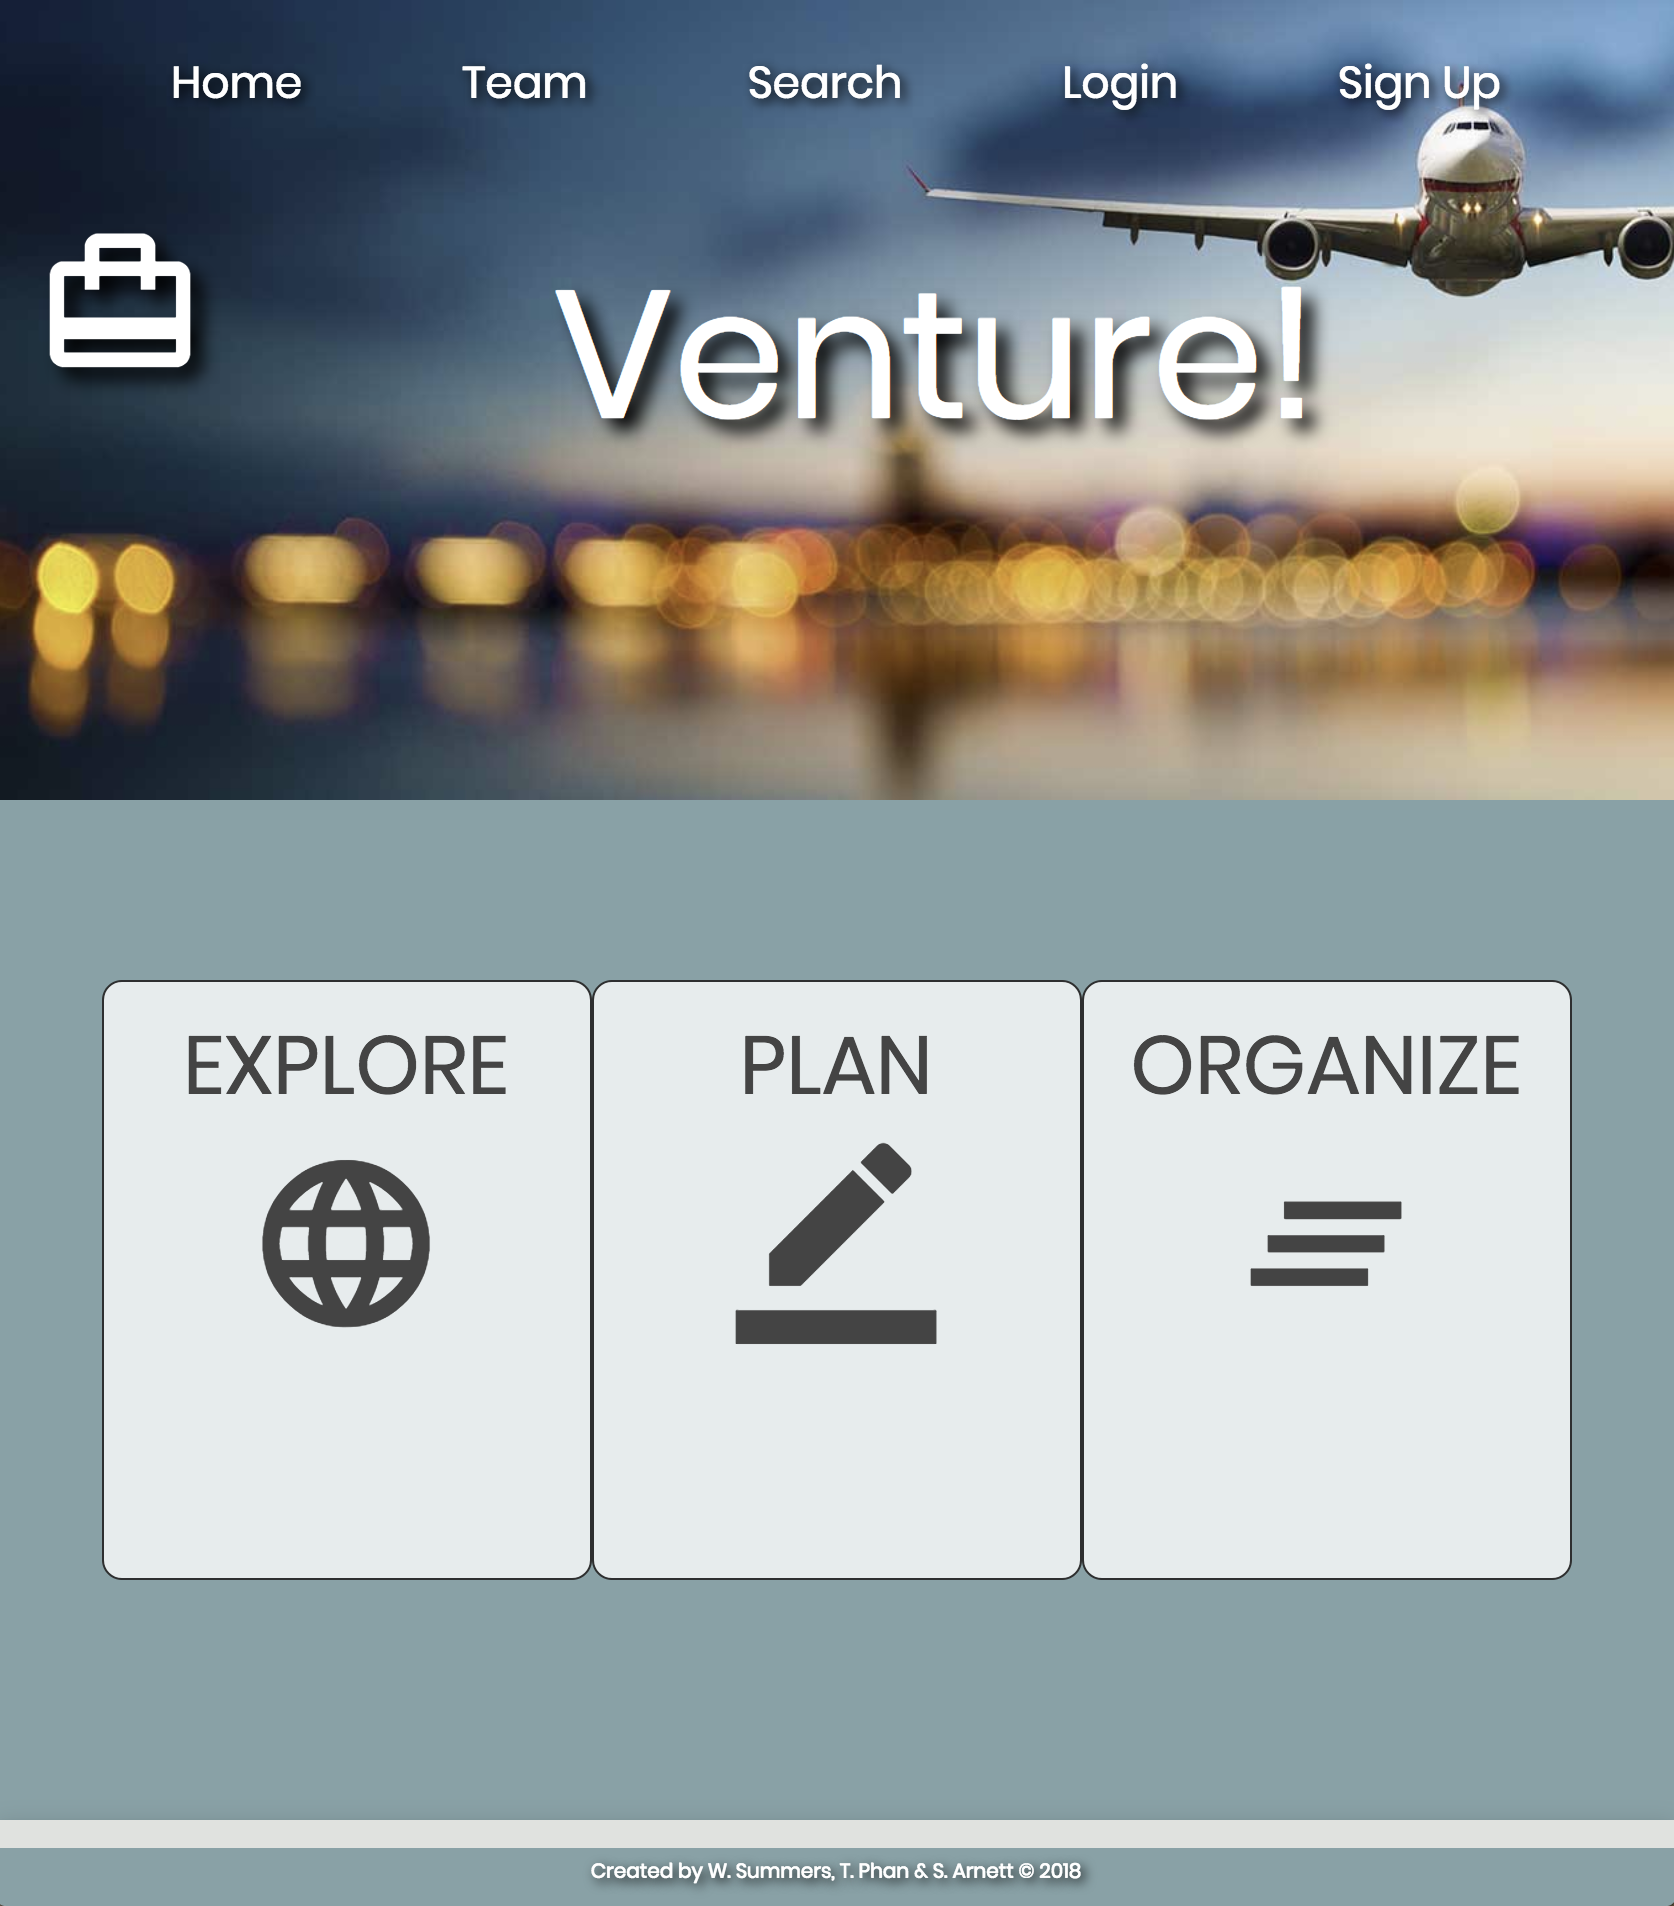 Home Team Search Login Sign Up
Venture!
EXPLORE PLAN ORGANIZE
Created by W. Summers, T. Phan & S. Arnett © 2018